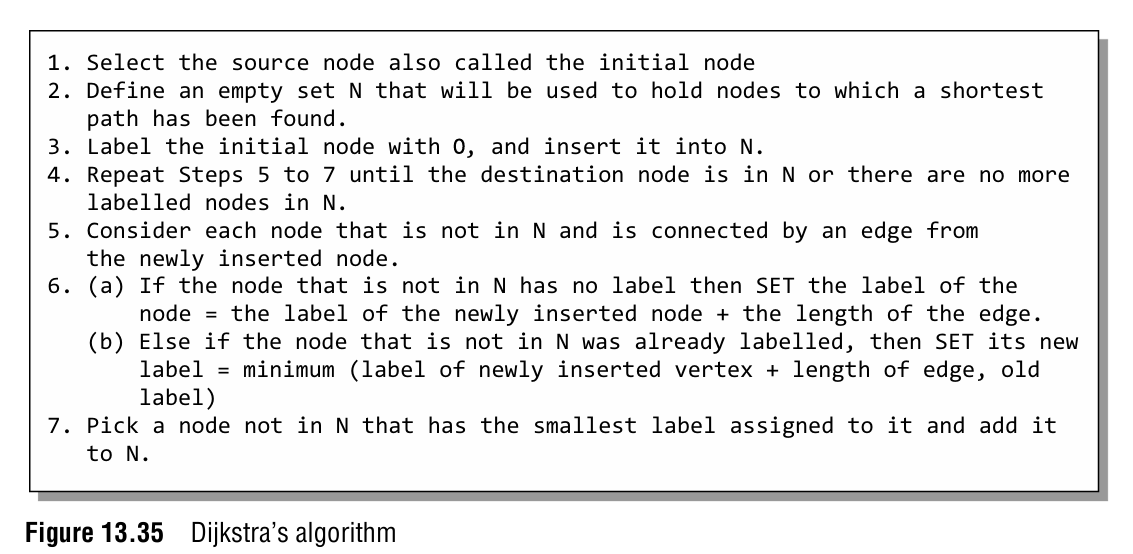 1. Select the source node also called the initial node
2. Define an empty set N that will be used to hold nodes to which a shortest
path has been found.
3. Label the initial node with 0, and insert it into N.
4. Repeat Steps 5 to 7 until the destination node is in N or there are no more
labelled nodes in N.
5. Consider each node that is not in N and is connected by an edge from
the newly inserted node.
6. (a) If the node that is not in N has no label then SET the label of the
node = the label of the newly inserted node + the length of the edge.
(b) Else if the node that is not in N was already labelled, then SET its new
label = minimum (label of newly inserted vertex + length of edge, old
label)
7. Pick a node not in N that has the smallest label assigned to it and add it
to N.
Figure 13.35 Dijkstra’s algorithm